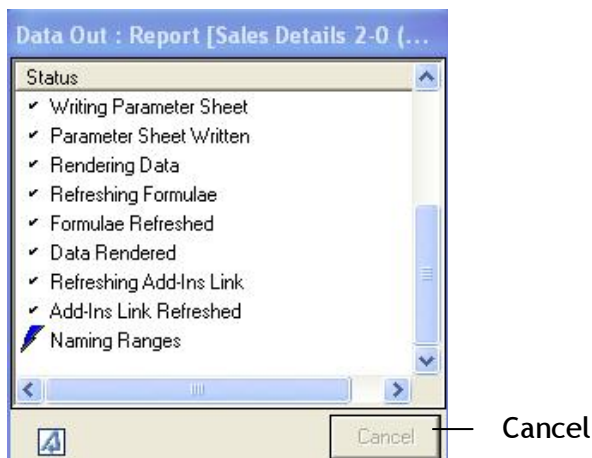 Data Out : Report [Sales Details 2-0 (...
Status
Writing Parameter Sheet
Parameter Sheet Written
Rendering Data
Refreshing Formulae
Formulae Refreshed
Data Rendered
Refreshing Add-Ins Link
Add-Ins Link Refreshed
Naming Ranges
Cancel
Cancel